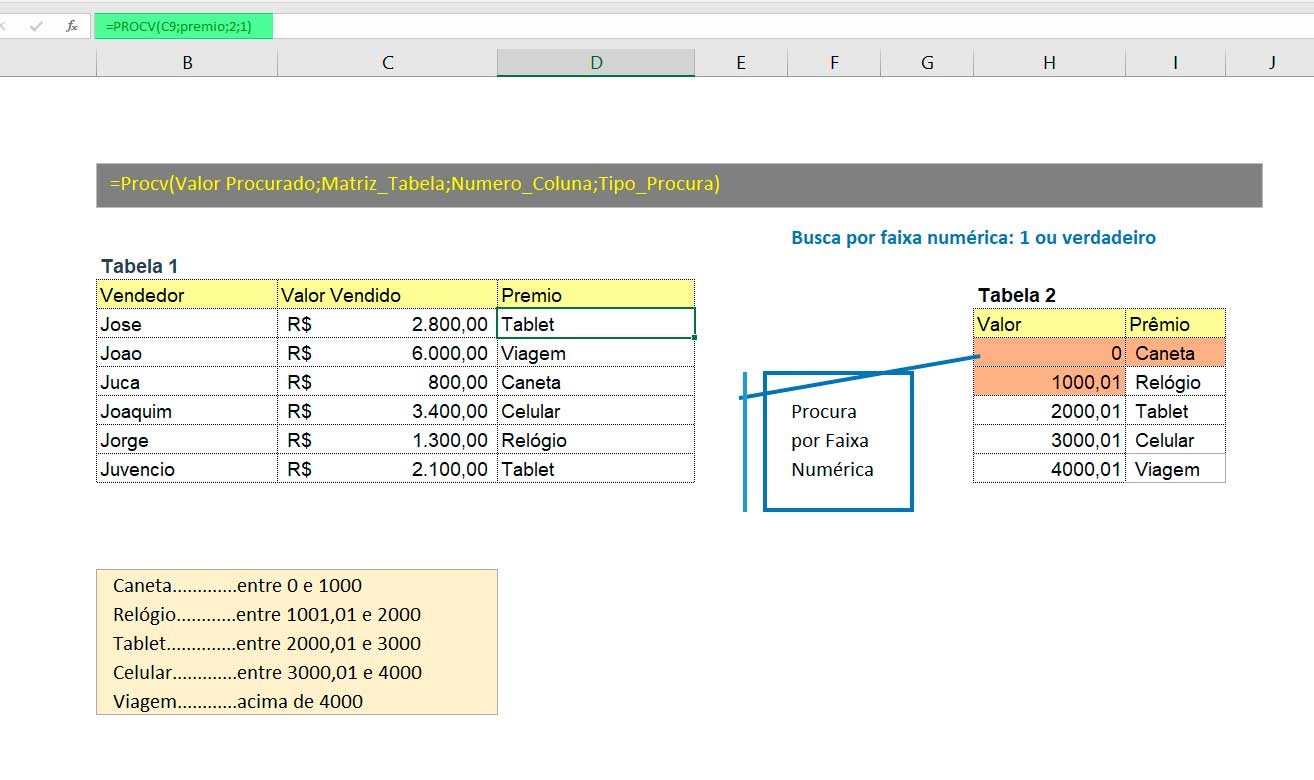 fx =PROCV(C9;premio;2;1)
B C D E F G H I J
=Procv(Valor Procurado;Matriz_Tabela;Numero_Coluna;Tipo_Procura)
Busca por faixa numérica: 1 ou verdadeiro
Tabela 1
Vendedor Valor Vendido Premio
Jose R$ 2.800,00 Tablet
Joao R$ 6.000,00 Viagem
Juca R$ 800,00 Caneta
Joaquim R$ 3.400,00 Celular
Jorge R$ 1.300,00 Relógio
Juvencio R$ 2.100,00 Tablet
Procura
por Faixa
Numérica
Tabela 2
Valor Prêmio
0 Caneta
1000,01 Relógio
2000,01 Tablet
3000,01 Celular
4000,01 Viagem
Caneta.............entre 0 e 1000
Relógio............entre 1001,01 e 2000
Tablet..............entre 2000,01 e 3000
Celular.............entre 3000,01 e 4000
Viagem............acima de 4000